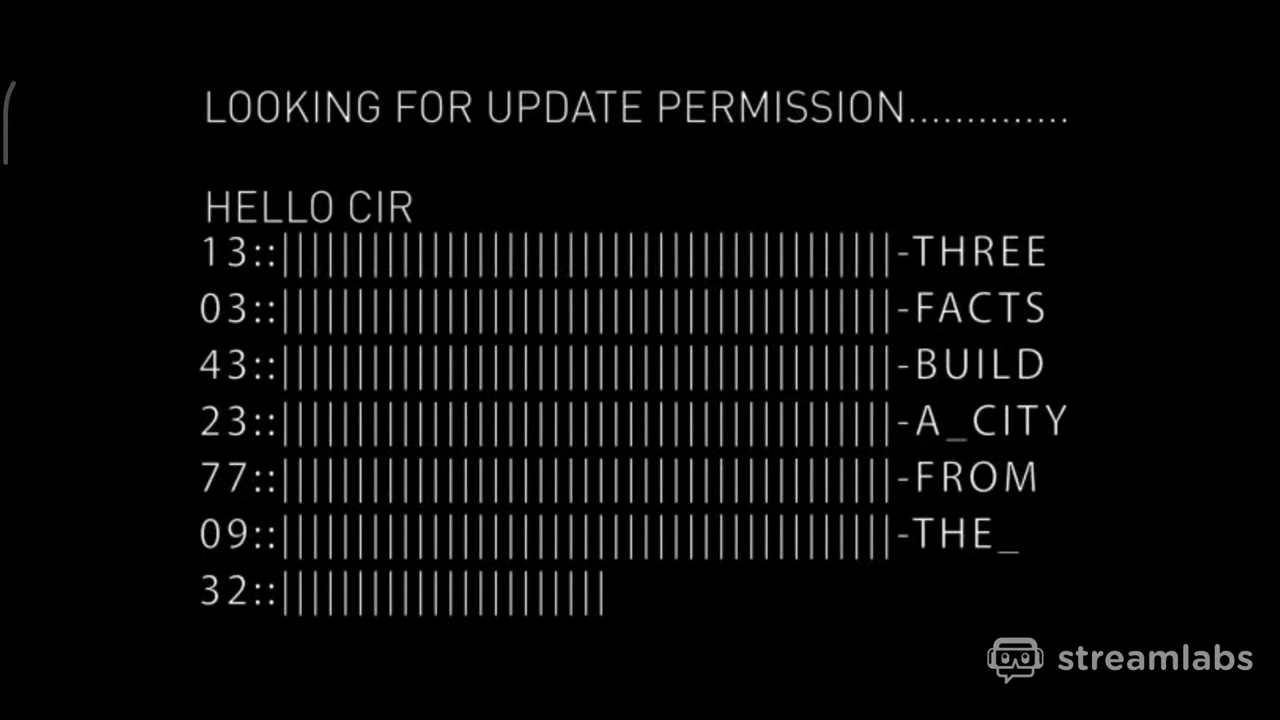 LOOKING FOR UPDATE PERMISSION..............
HELLO CIR
13::|||||||||||||||||||||||||||||||||||||||||-THREE
03::|||||||||||||||||||||||||||||||||||||||||-FACTS
43::|||||||||||||||||||||||||||||||||||||||||-BUILD
23::|||||||||||||||||||||||||||||||||||||||||-A_CITY
77::|||||||||||||||||||||||||||||||||||||||||-FROM
09::|||||||||||||||||||||||||||||||||||||||||-THE_
32::||||||||||||||||||||||
streamlabs